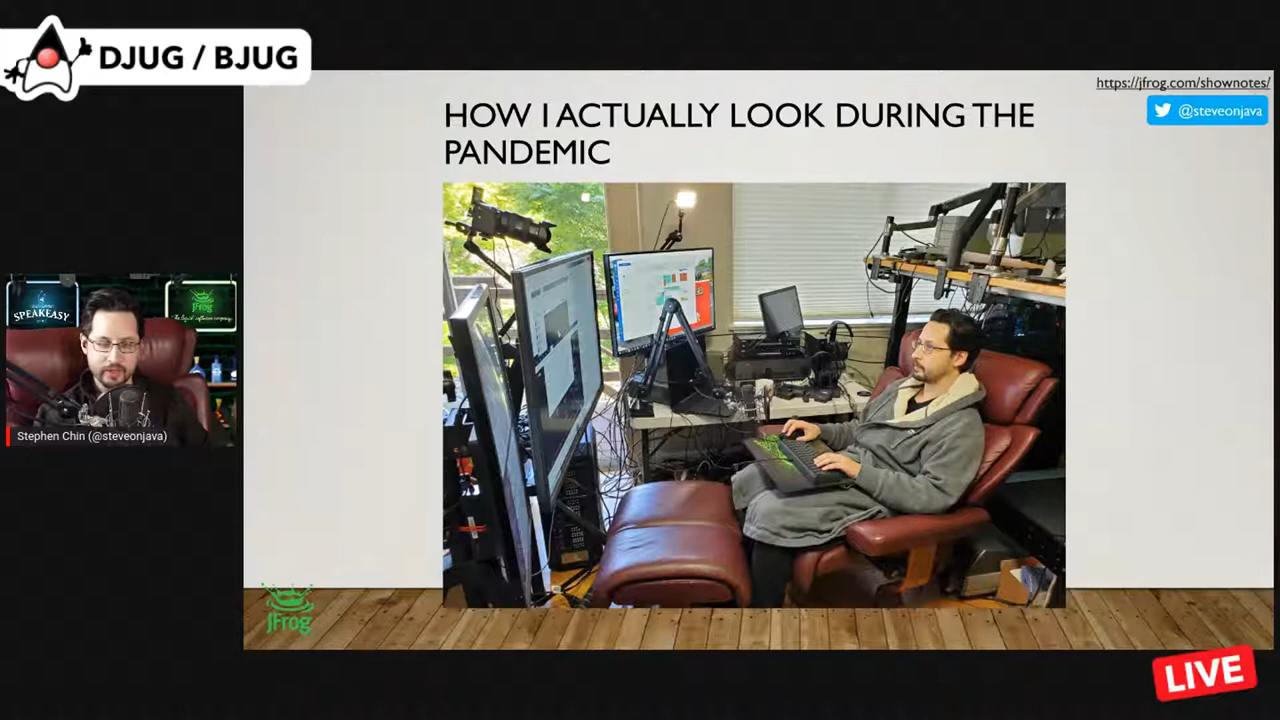 DJUG / BJUG
https://jfrog.com/shownotes/
@steveonjava
HOW I ACTUALLY LOOK DURING THE
PANDEMIC
SPEAKEASY
JFrog
Stephen Chin (@steveonjava)
JFrog
LIVE